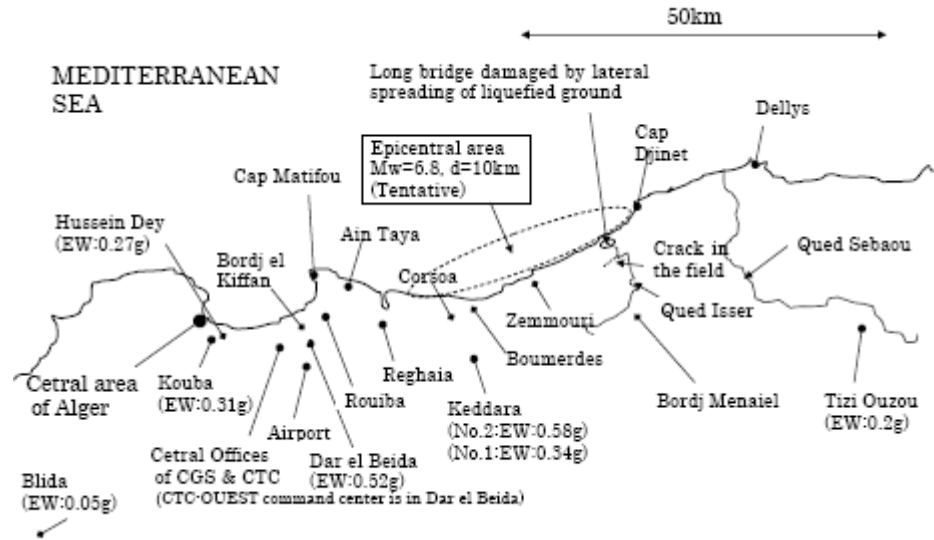 50km
MEDITERRANEAN
SEA
Long bridge damaged by lateral
spreading of liquefied ground
Dellys
Cap
Djinet
Epicentral area
Mw=6.8, d=10km
(Tentative)
Cap Matifou
Hussein Dey
(EW:0.27g)
Ain Taya
Bordj el
Kiffan
Corsoa
Crack in
the field
Qued Sebaou
Zemmouri
Qued Isser
Boumerdes
Reghaia
Cetral area
of Alger
Kouba
(EW:0.31g)
Rouiba
Keddara
(No.2:EW:0.58g)
(No.1:EW:0.34g)
Bordj Menaiel
Tizi Ouzou
(EW:0.2g)
Airport
Cetral Offices
of CGS & CTC
Dar el Beida
(EW:0.52g)
(CTC-OUEST command center is in Dar el Beida)
Blida
(EW:0.05g)